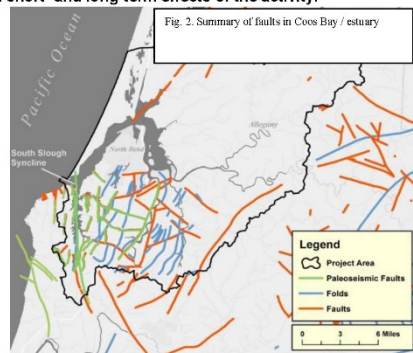 short- and long-term effects of the activity.
Fig. 2. Summary of faults in Coos Bay / estuary
Pacific Ocean
Allegany
North Bend
South Slough
Syncline
Legend
Project Area
Paleoseismic Faults
Folds
Faults
0 3 6 Miles